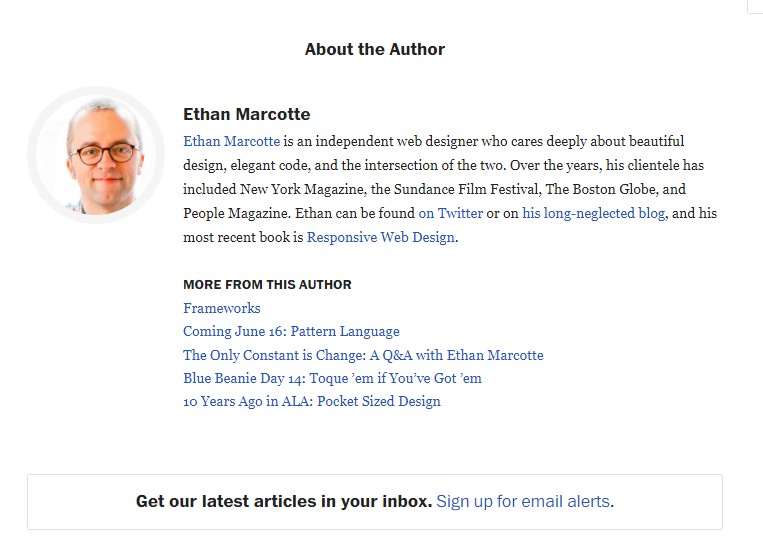 About the Author
Ethan Marcotte
Ethan Marcotte is an independent web designer who cares deeply about beautiful
design, elegant code, and the intersection of the two. Over the years, his clientele has
included New York Magazine, the Sundance Film Festival, The Boston Globe, and
People Magazine. Ethan can be found on Twitter or on his long-neglected blog, and his
most recent book is Responsive Web Design.
MORE FROM THIS AUTHOR
Frameworks
Coming June 16: Pattern Language
The Only Constant is Change: A Q&A with Ethan Marcotte
Blue Beanie Day 14: Toque ’em if You’ve Got ’em
10 Years Ago in ALA: Pocket Sized Design
Get our latest articles in your inbox. Sign up for email alerts.